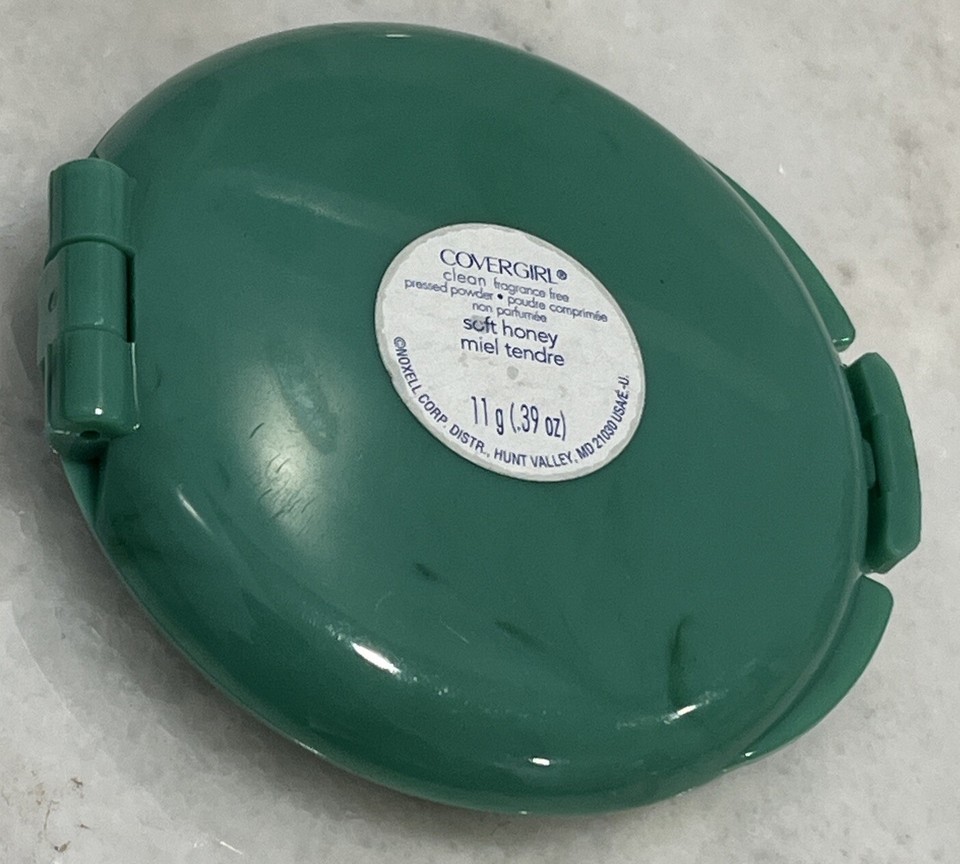 COVERGIRL®
clean fragrance free
pressed powder • poudre comprimée
non parfumée
soft honey
miel tendre
11 g (.39 oz)
©NOXELL CORP. DISTR., HUNT VALLEY, MD 21030 USA/É.-U.